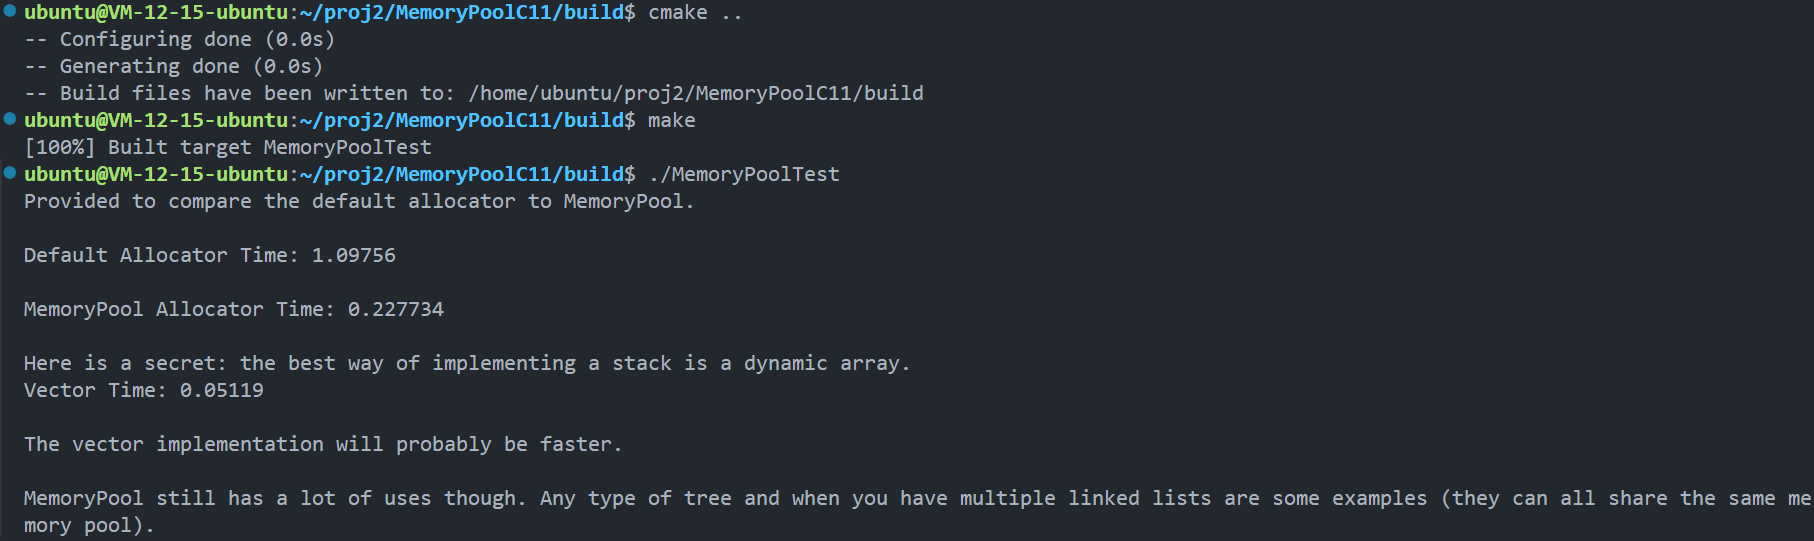 ubuntu@VM-12-15-ubuntu:~/proj2/MemoryPoolC11/build$ cmake ..
-- Configuring done (0.0s)
-- Generating done (0.0s)
-- Build files have been written to: /home/ubuntu/proj2/MemoryPoolC11/build
ubuntu@VM-12-15-ubuntu:~/proj2/MemoryPoolC11/build$ make
[100%] Built target MemoryPoolTest
ubuntu@VM-12-15-ubuntu:~/proj2/MemoryPoolC11/build$ ./MemoryPoolTest
Provided to compare the default allocator to MemoryPool.
Default Allocator Time: 1.09756
MemoryPool Allocator Time: 0.227734
Here is a secret: the best way of implementing a stack is a dynamic array.
Vector Time: 0.05119
The vector implementation will probably be faster.
MemoryPool still has a lot of uses though. Any type of tree and when you have multiple linked lists are some examples (they can all share the same me
mory pool).